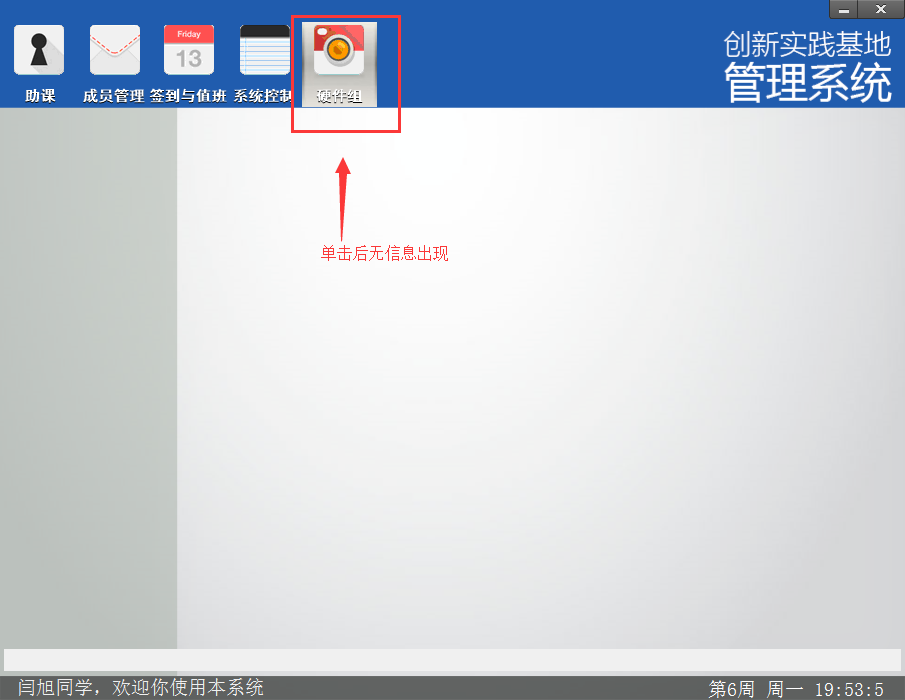 Friday
13
助课
成员管理
签到与值班
系统控制
硬件组
创新实践基地
管理系统
单击后无信息出现
闫旭同学，欢迎你使用本系统
第6周 周一 19:53:5